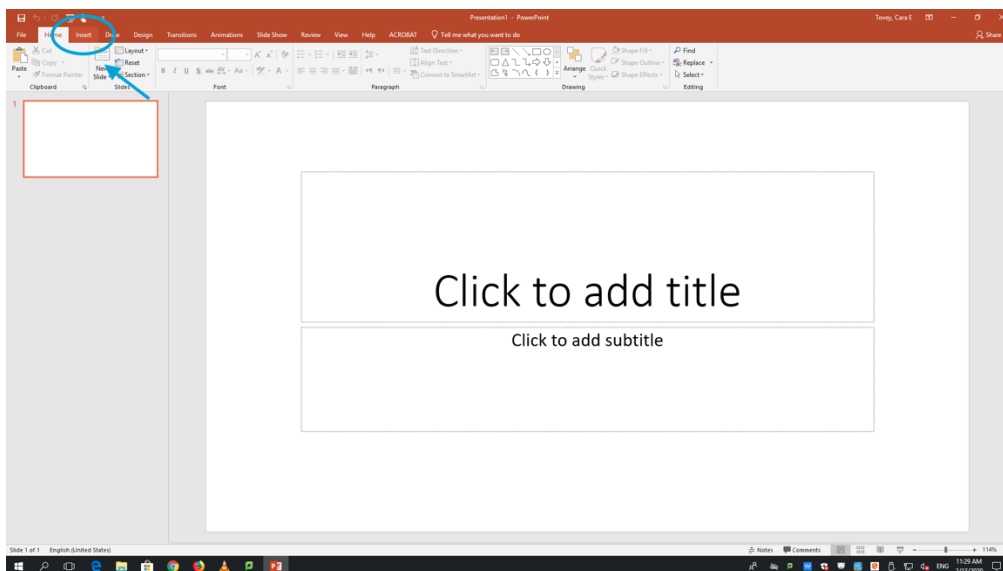 Presentation1 - PowerPoint
Tovey, Cara E
File Home Insert Draw Design Transitions Animations Slide Show Review View Help ACROBAT Tell me what you want to do
Share
Paste
Cut
Copy
Format Painter
Clipboard
New
Slide
Layout
Reset
Section
Slides
B I U S abc AV Aa A
Font
Text Direction
Align Text
Convert to SmartArt
Paragraph
Arrange
Quick
Styles
Shape Fill
Shape Outline
Shape Effects
Drawing
Find
Replace
Select
Editing
1
Click to add title
Click to add subtitle
Slide 1 of 1 English (United States)
Notes Comments
114%
ENG
11:29 AM